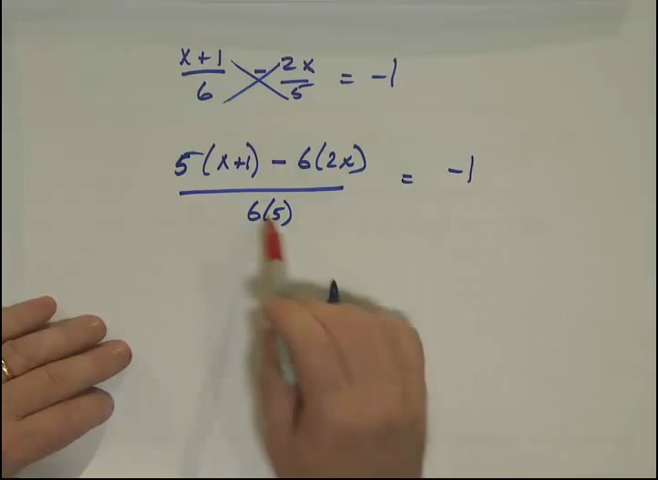 x+1/6 - 2x/5 = -1
5(x+1) - 6(2x)/6(5) = -1